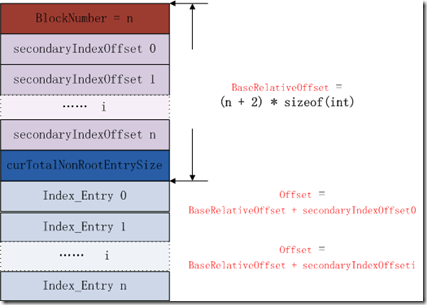 BlockNumber = n
secondaryIndexOffset 0
secondaryIndexOffset 1
…… i
secondaryIndexOffset n
curTotalNonRootEntrySize
Index_Entry 0
Index_Entry 1
…… i
Index_Entry n
BaseRelativeOffset =
(n + 2) * sizeof(int)
Offset =
BaseRelativeOffset + secondaryIndexOffset0
Offset =
BaseRelativeOffset + secondaryIndexOffseti